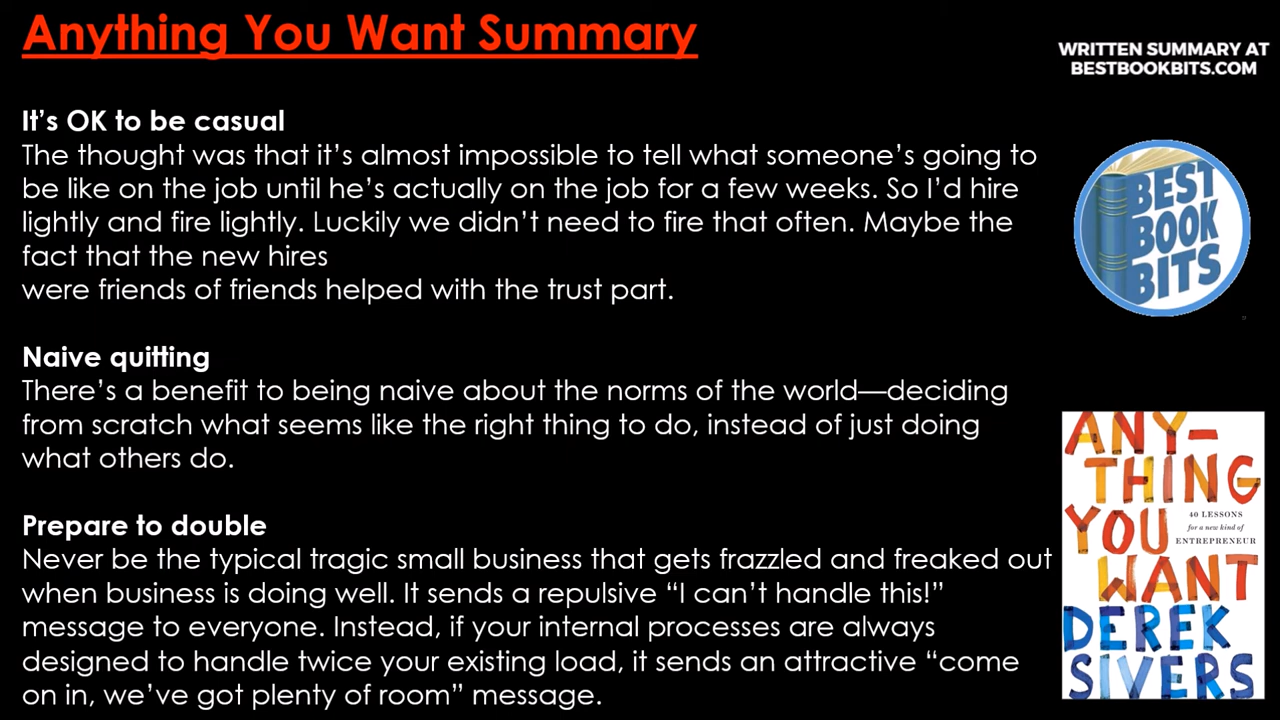 Anything You Want Summary
WRITTEN SUMMARY AT
BESTBOOKBITS.COM
It’s OK to be casual
The thought was that it’s almost impossible to tell what someone’s going to
be like on the job until he’s actually on the job for a few weeks. So I’d hire
lightly and fire lightly. Luckily we didn’t need to fire that often. Maybe the
fact that the new hires
were friends of friends helped with the trust part.
Naive quitting
There’s a benefit to being naive about the norms of the world—deciding
from scratch what seems like the right thing to do, instead of just doing
what others do.
Prepare to double
Never be the typical tragic small business that gets frazzled and freaked out
when business is doing well. It sends a repulsive “I can’t handle this!”
message to everyone. Instead, if your internal processes are always
designed to handle twice your existing load, it sends an attractive “come
on in, we’ve got plenty of room” message.
BEST
BOOK
BITS
ANY-
THING
YOU
40 LESSONS
for a new kind of
ENTREPRENEUR
WANT
DEREK
SIVERS